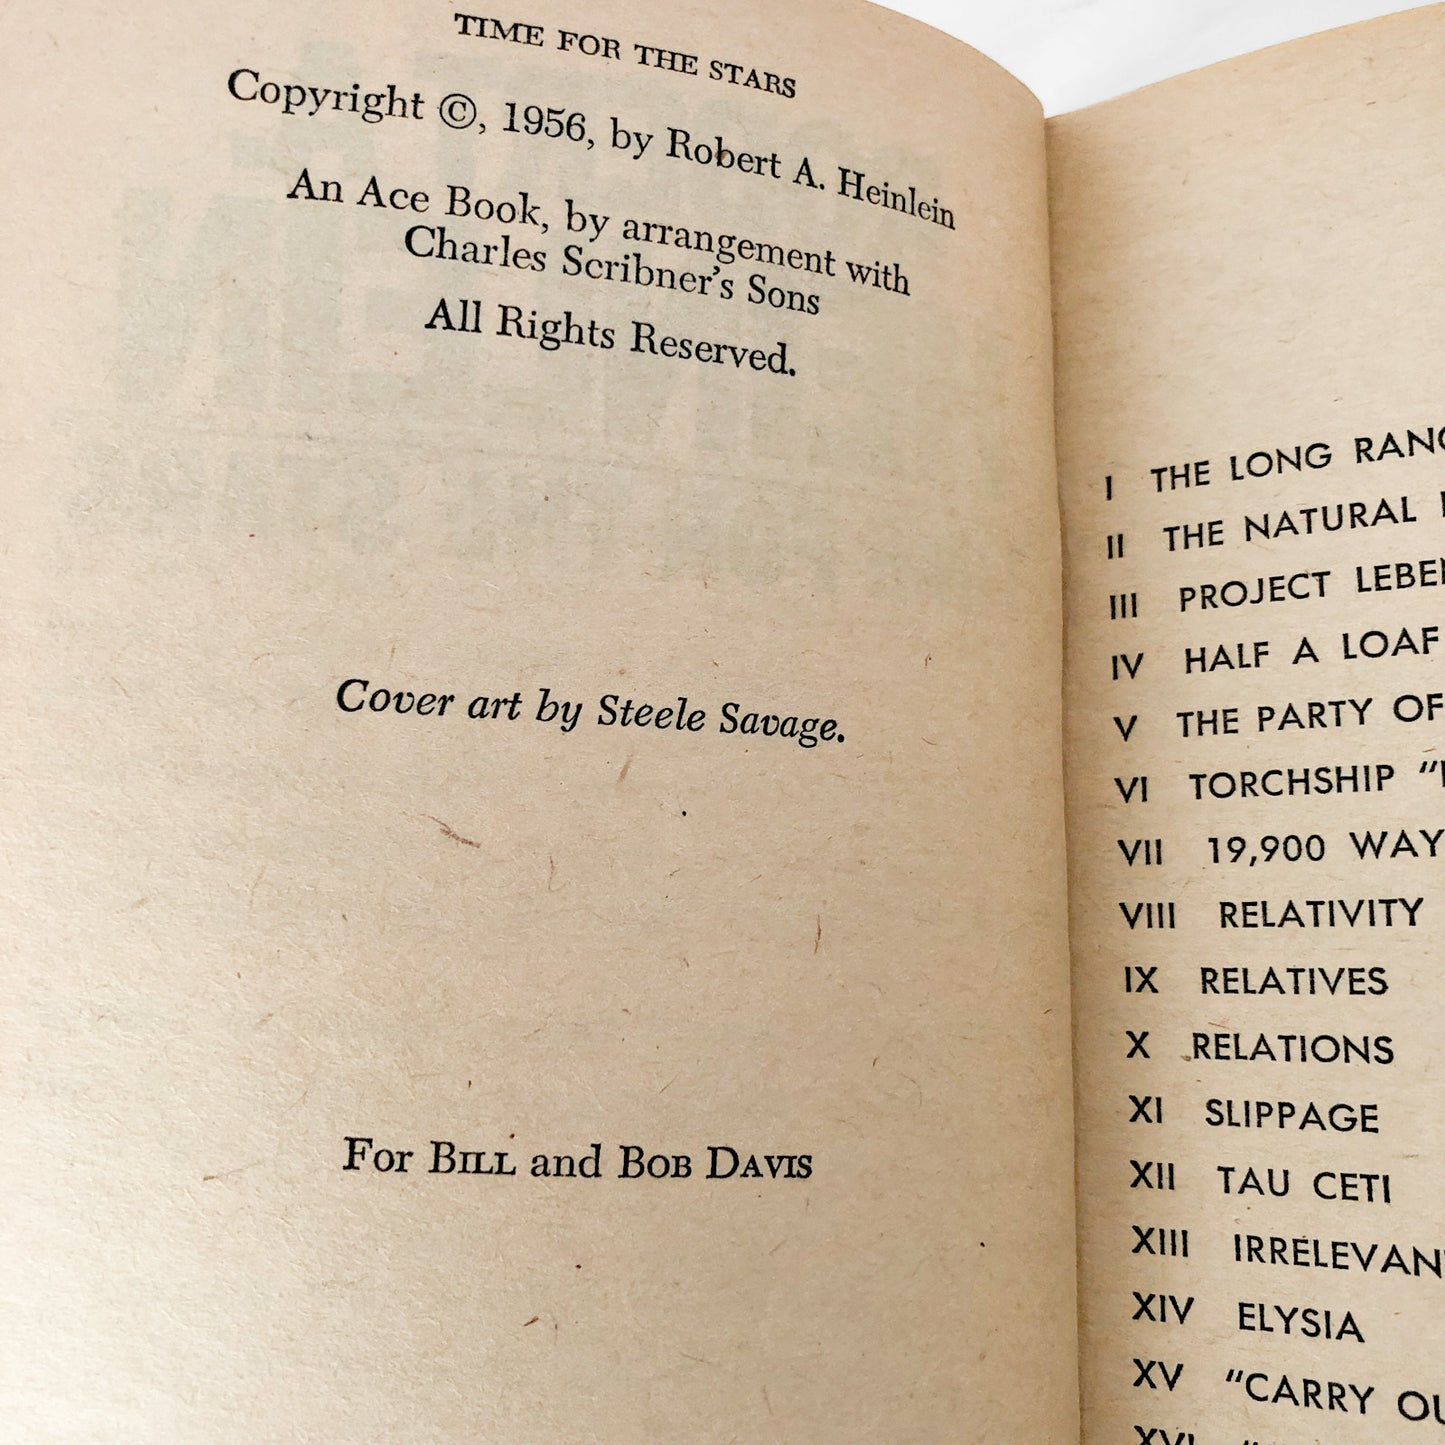 TIME FOR THE STARS
Copyright ©, 1956, by Robert A. Heinlein
An Ace Book, by arrangement with
Charles Scribner's Sons
All Rights Reserved.
Cover art by Steele Savage.
For BILL and BOB DAVIS
I THE LONG
II THE NATURAL
III PROJECT
IV HALF A LOAF
V THE PARTY OF
VI TORCHSHIP "
VII 19,900
VIII RELATIVITY
IX RELATIVES
X RELATIONS
XI SLIPPAGE
XII TAU CETI
XIII
XIV ELYSIA
XV "CARRY
XVI